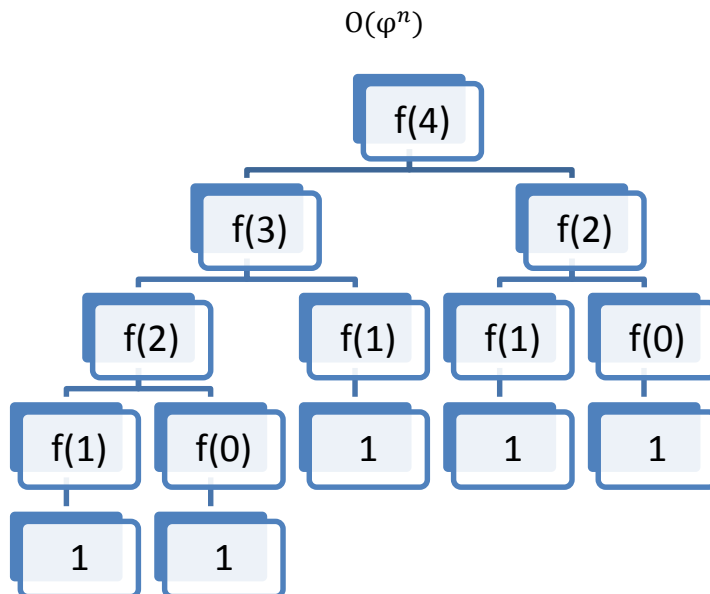 O(φⁿ)
f(4)
f(3) f(2)
f(2) f(1) f(1) f(0)
f(1) f(0) 1 1 1
1 1